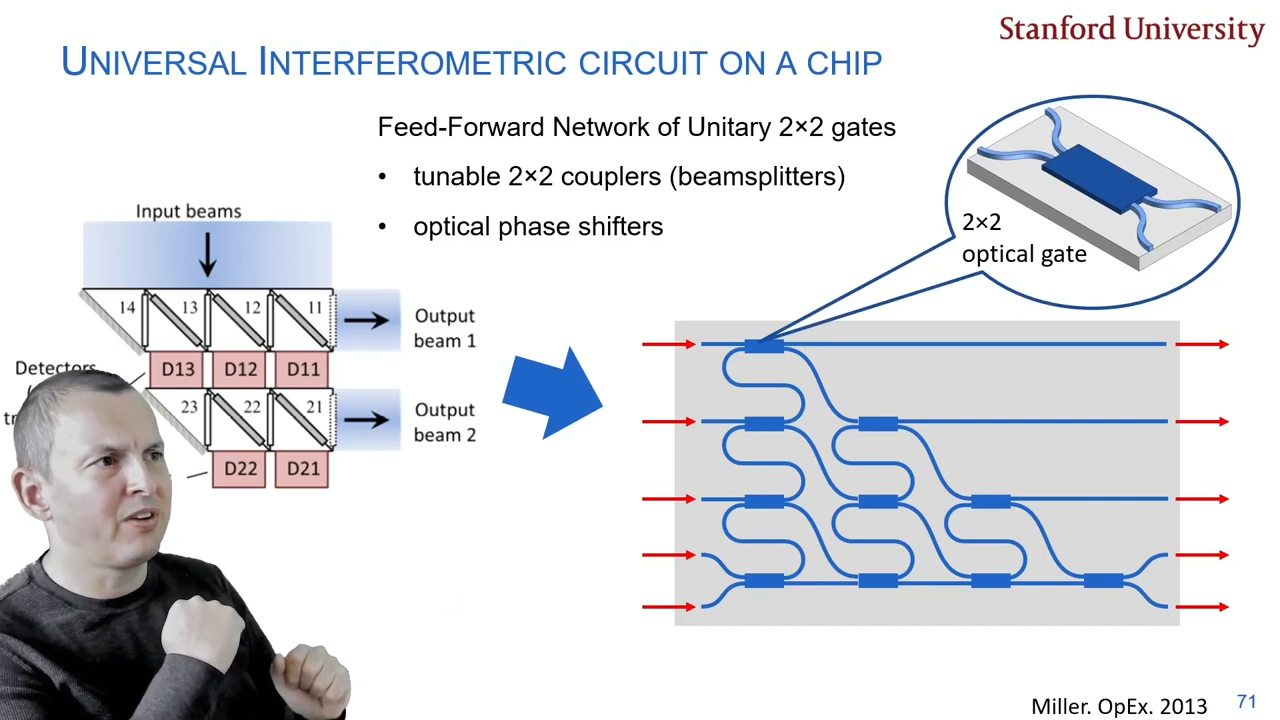 Stanford University
UNIVERSAL INTERFEROMETRIC CIRCUIT ON A CHIP
Feed-Forward Network of Unitary 2×2 gates
• tunable 2×2 couplers (beamsplitters)
• optical phase shifters
2×2
optical gate
Input beams
14 13 12 11
Output
beam 1
D13 D12 D11
Detectors
23 22 21
Output
beam 2
D22 D21
Miller. OpEx. 2013
71